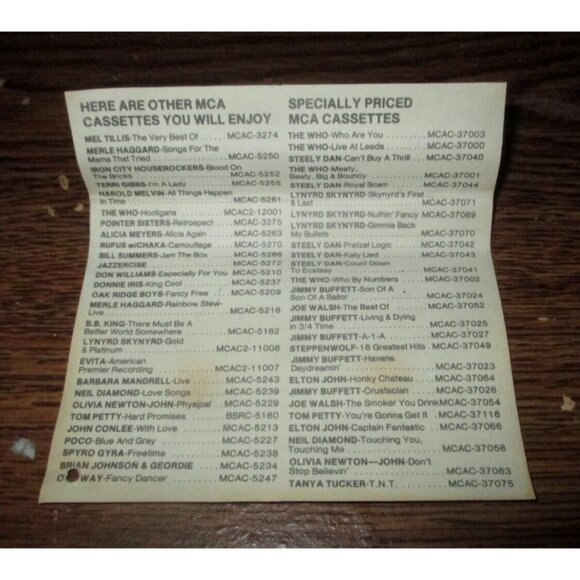 HERE ARE OTHER MCA
CASSETTES YOU WILL ENJOY
MEL TILLIS-The Very Best Of ...... MCAC-3274
MERLE HAGGARD-Songs For The
Mama That Tried ............ MCAC-5250
IRON CITY HOUSEROCKERS-Blood On
The Bricks .................. MCAC-5252
TERRI GIBBS-I'm A Lady ........ MCAC-5255
HAROLD MELVIN-All Things Happen
In Time .................... MCAC-5261
THE WHO-Hooligans ......... MCAC2-12001
POINTER SISTERS-Retrospect .. MCAC-3275
ALICIA MEYERS-Alicia Again ..... MCAC-5263
RUFUS w/CHAKA-Camouflage .. MCAC-5270
BILL SUMMERS-Jam The Box .... MCAC-5266
JAZZERCISE ................... MCAC-5272
DON WILLIAMS-Especially For You MCAC-5210
DONNIE IRIS-King Cool ......... MCAC-5237
OAK RIDGE BOYS-Fancy Free ... MCAC-5209
MERLE HAGGARD-Rainbow Stew-
Live ........................ MCAC-5216
B.B. KING-There Must Be A
Better World Somewhere ..... MCAC-5162
LYNYRD SKYNYRD-Gold
& Platinum ................ MCAC2-11008
EVITA-American
Premier Recording ......... MCAC2-11007
BARBARA MANDRELL-Live ...... MCAC-5243
NEIL DIAMOND-Love Songs ..... MCAC-5239
OLIVIA NEWTON-JOHN-Physical .. MCAC-5229
TOM PETTY-Hard Promises ..... BSRC-5160
JOHN CONLEE-With Love ....... MCAC-5213
POCO-Blue And Gray .......... MCAC-5227
SPYRO GYRA-Freetime ......... MCAC-5238
BRIAN JOHNSON & GEORDIE .... MCAC-5234
WAY-Fancy Dancer ......... MCAC-5247
SPECIALLY PRICED
MCA CASSETTES
THE WHO-Who Are You ........ MCAC-37003
THE WHO-Live At Leeds ....... MCAC-37000
STEELY DAN-Can't Buy A Thrill ... MCAC-37040
THE WHO-Meaty,
Beaty, Big & Bouncy ......... MCAC-37001
STEELY DAN-Royal Scam ....... MCAC-37044
LYNYRD SKYNYRD-Skynyrd's First
& Last ..................... MCAC-37071
LYNYRD SKYNYRD-Nuthin' Fancy MCAC-37069
LYNYRD SKYNYRD-Gimmie Back
My Bullets ................. MCAC-37070
STEELY DAN-Pretzel Logic ..... MCAC-37042
STEELY DAN-Katy Lied ........ MCAC-37043
STEELY DAN-Count Down
To Ecstasy ................. MCAC-37041
THE WHO-Who By Numbers .... MCAC-37002
JIMMY BUFFETT-Son Of A
Son Of A Sailor ............. MCAC-37024
JOE WALSH-The Best Of ........ MCAC-37052
JIMMY BUFFETT-Living & Dying
in 3/4 Time ................ MCAC-37025
JIMMY BUFFETT-A-1-A ......... MCAC-37027
STEPPENWOLF-16 Greatest Hits . MCAC-37049
JIMMY BUFFETT-Havana
Daydreamin' ................ MCAC-37023
ELTON JOHN-Honky Chateau .... MCAC-37064
JIMMY BUFFETT-Crustacian ..... MCAC-37026
JOE WALSH-The Smoker You Drink MCAC-37054
TOM PETTY-You're Gonna Get It . MCAC-37116
ELTON JOHN-Captain Fantastic .. MCAC-37066
NEIL DIAMOND-Touching You,
Touching Me ................ MCAC-37058
OLIVIA NEWTON—JOHN-Don't
Stop Believin' ............... MCAC-37063
TANYA TUCKER-T.N.T. ......... MCAC-37075